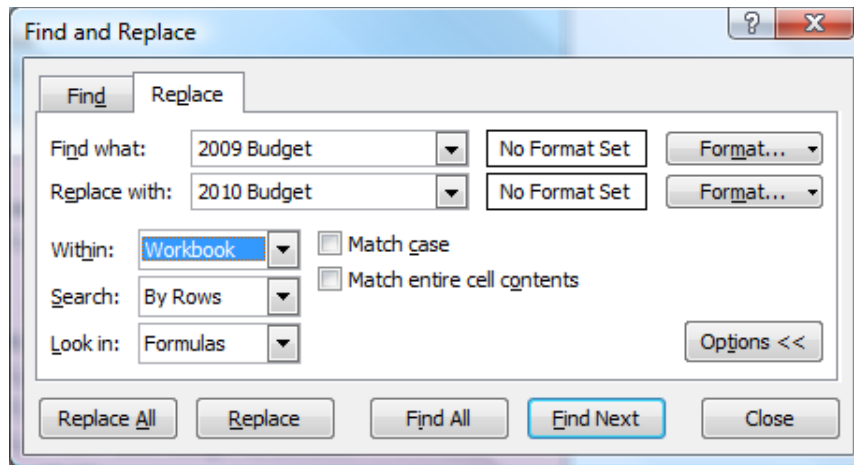 Find and Replace
Find Replace
Find what: 2009 Budget No Format Set Format...
Replace with: 2010 Budget No Format Set Format...
Within: Workbook Match case
Match entire cell contents
Search: By Rows
Look in: Formulas Options <<
Replace All Replace Find All Find Next Close